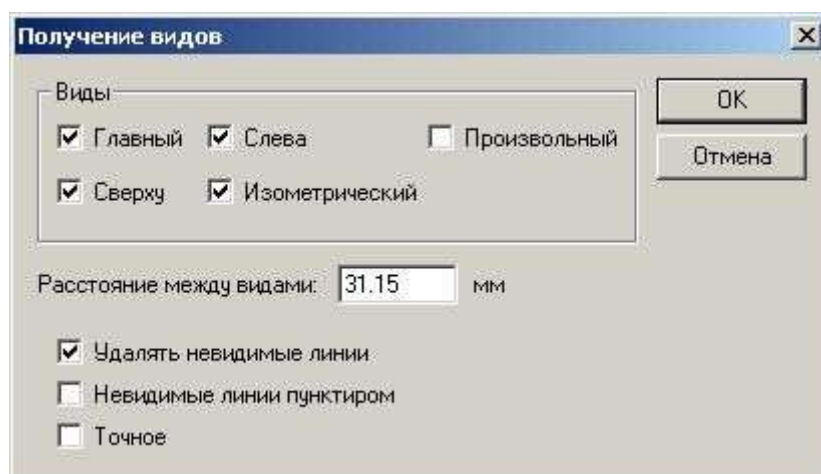 Получение видов
Виды
Главный Слева Произвольный
Сверху Изометрический
OK
Отмена
Расстояние между видами: 31.15 мм
Удалять невидимые линии
Невидимые линии пунктиром
Точное